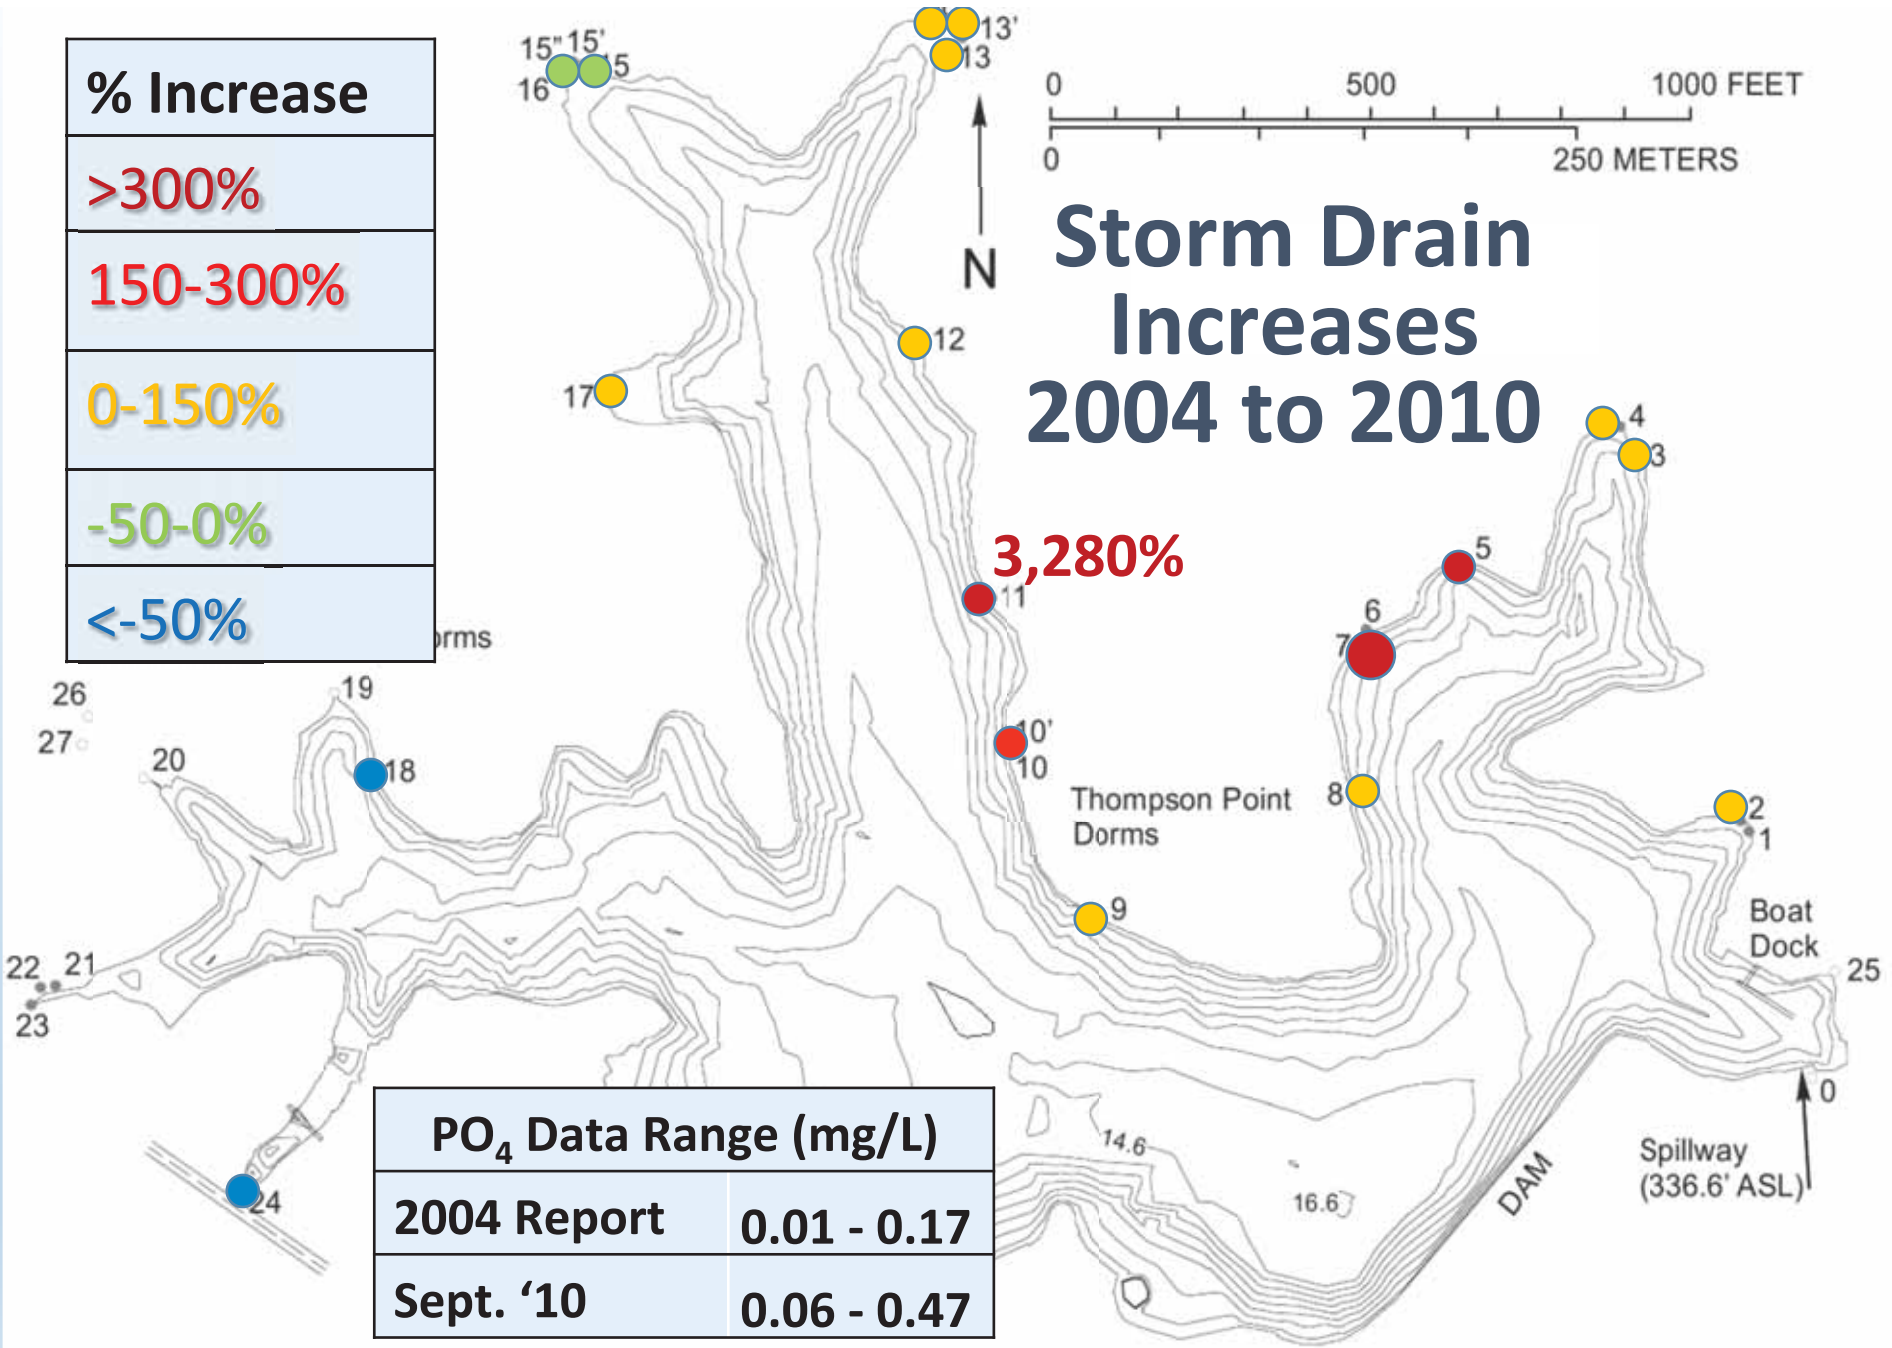 % Increase
>300%
150-300%
0-150%
-50-0%
<-50%
15" 15'
15
16
13'
13
0 500 1000 FEET
0 250 METERS
N
Storm Drain
Increases
2004 to 2010
12
17
4
3
3,280%
11
5
6
7
10'
10
Thompson Point
Dorms
8
2
1
9
Boat
Dock
25
26
27
19
18
20
22 21
23
24
0
Spillway
(336.6' ASL)
DAM
14.6
16.6
PO₄ Data Range (mg/L)
2004 Report 0.01 - 0.17
Sept. ‘10 0.06 - 0.47